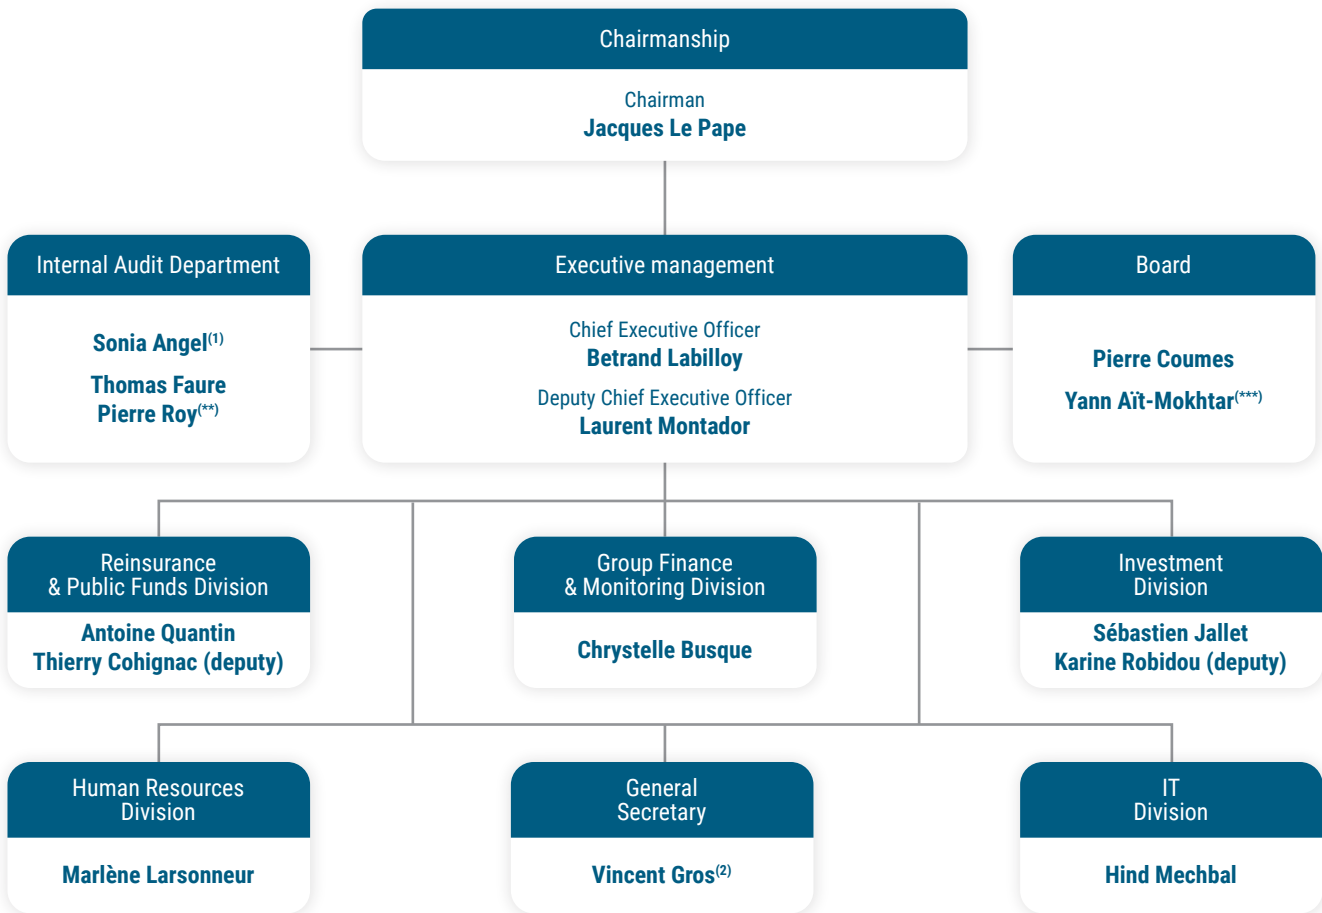 Chairmanship
Chairman
Jacques Le Pape
Internal Audit Department
Sonia Angel(1)
Thomas Faure
Pierre Roy(**)
Executive management
Chief Executive Officer
Betrand Labilloy
Deputy Chief Executive Officer
Laurent Montador
Board
Pierre Coumes
Yann Aït-Mokhtar(***)
Reinsurance
& Public Funds Division
Antoine Quantin
Thierry Cohignac (deputy)
Group Finance
& Monitoring Division
Chrystelle Busque
Investment
Division
Sébastien Jallet
Karine Robidou (deputy)
Human Resources
Division
Marlène Larsonneur
General
Secretary
Vincent Gros(2)
IT
Division
Hind Mechbal